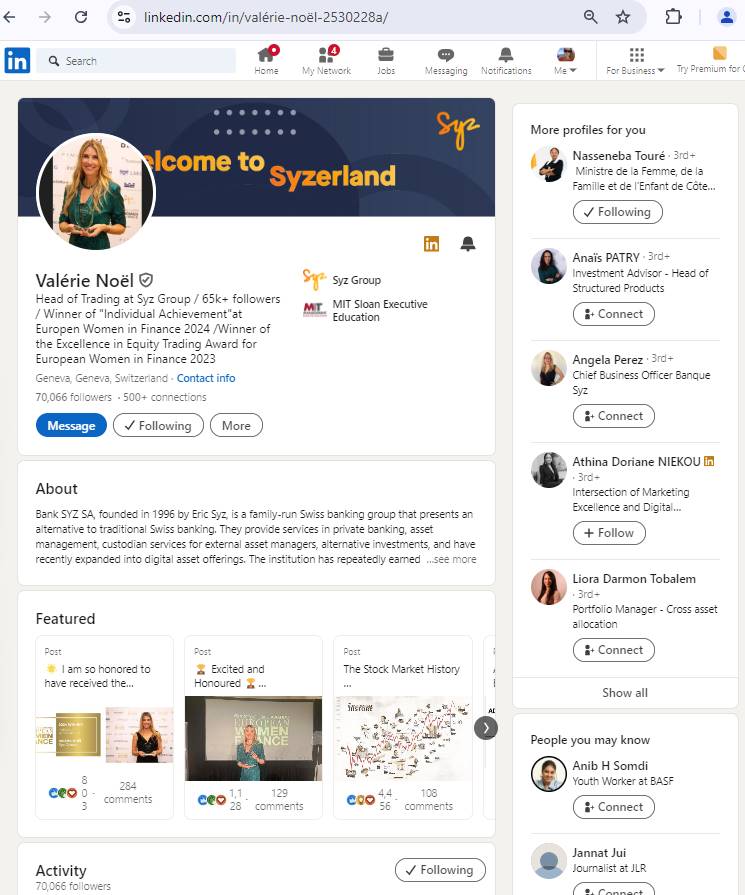 linkedin.com/in/valérie-noël-2530228a/
Search
Home
4
My Network
Jobs
Messaging
Notifications
Me
For Business
Try Premium for
Syz
elcome to
Syzerland
Valérie Noël
Head of Trading at Syz Group / 65k+ followers
/ Winner of "Individual Achievement"at
Europen Women in Finance 2024 /Winner of
the Excellence in Equity Trading Award for
European Women in Finance 2023
Syz Syz Group
MIT Sloan Executive
Education
Geneva, Geneva, Switzerland · Contact info
70,066 followers · 500+ connections
Message
Following
More
About
Bank SYZ SA, founded in 1996 by Eric Syz, is a family-run Swiss banking group that presents an
alternative to traditional Swiss banking. They provide services in private banking, asset
management, custodian services for external asset managers, alternative investments, and have
recently expanded into digital asset offerings. The institution has repeatedly earned ...see more
Featured
Post
☀️ I am so honored to
have received the...
8
0 ·
3
284
comments
Post
🏆 Excited and
Honoured 🏆 ...
EUROPEAN
WOMEN
FINANCE
1,1
28 ·
129
comments
Post
The Stock Market History
...
4,4
56 ·
108
comments
Activity
70,066 followers
Following
More profiles for you
Nasseneba Touré · 3rd+
Ministre de la Femme, de la
Famille et de l'Enfant de Côte...
Following
Anaïs PATRY · 3rd+
Investment Advisor - Head of
Structured Products
Connect
Angela Perez · 3rd+
Chief Business Officer Banque
Syz
Connect
Athina Doriane NIEKOU in
· 3rd+
Intersection of Marketing
Excellence and Digital...
Follow
Liora Darmon Tobalem
· 3rd+
Portfolio Manager - Cross asset
allocation
Connect
Show all
People you may know
Anib H Somdi
Youth Worker at BASF
Connect
Jannat Jui
Journalist at JLR
Connect